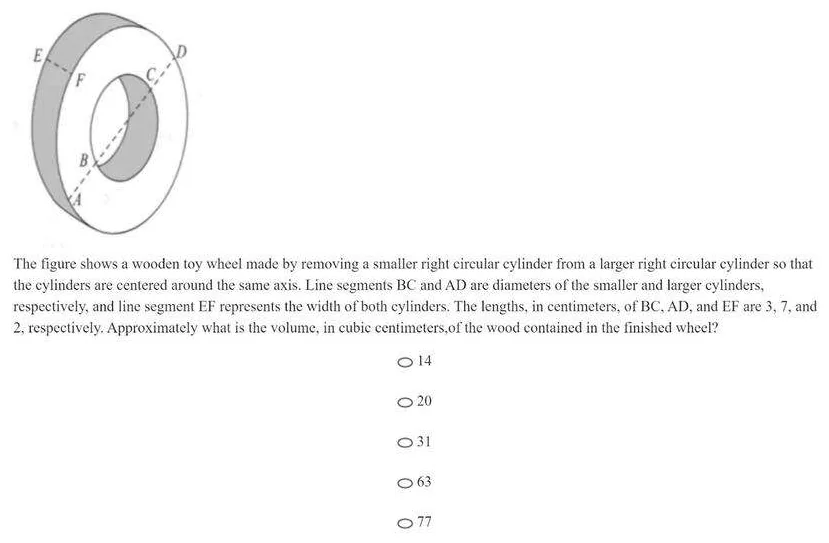 E
D
F
C
B
A
The figure shows a wooden toy wheel made by removing a smaller right circular cylinder from a larger right circular cylinder so that
the cylinders are centered around the same axis. Line segments BC and AD are diameters of the smaller and larger cylinders,
respectively, and line segment EF represents the width of both cylinders. The lengths, in centimeters, of BC, AD, and EF are 3, 7, and
2, respectively. Approximately what is the volume, in cubic centimeters,of the wood contained in the finished wheel?
14
20
31
63
77